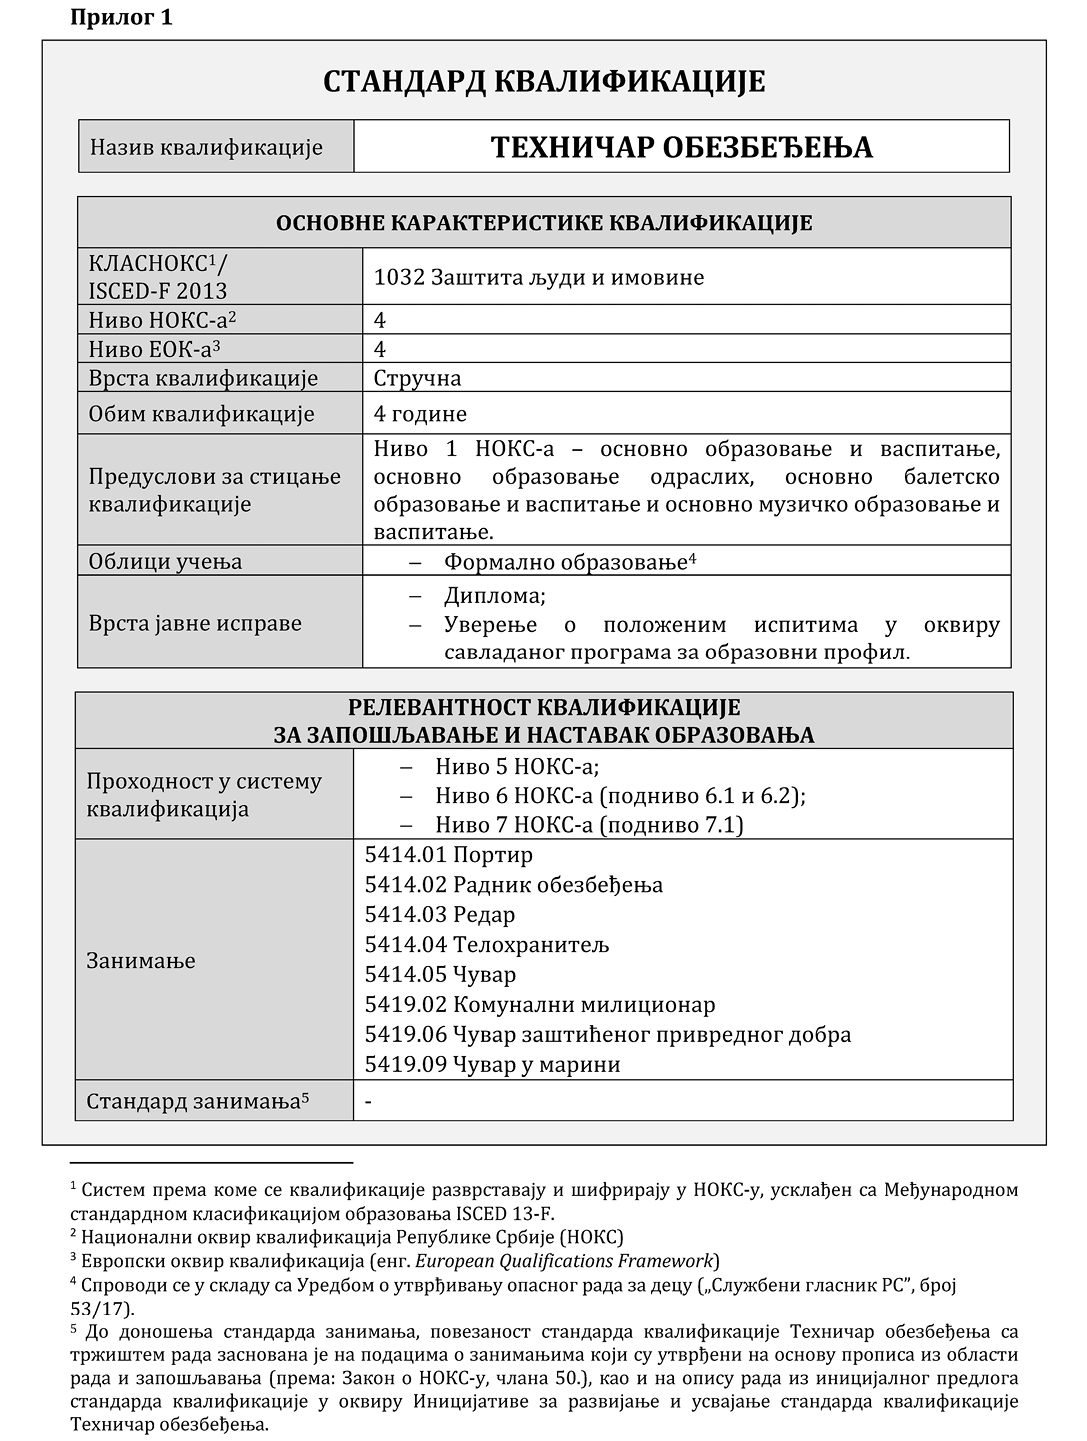 Прилог 1
СТАНДАРД КВАЛИФИКАЦИЈЕ
Назив квалификације
ТЕХНИЧАР ОБЕЗБЕЂЕЊА
ОСНОВНЕ КАРАКТЕРИСТИКЕ КВАЛИФИКАЦИЈЕ
КЛАСНОКС¹/
ISCED-F 2013
1032 Заштита људи и имовине
Ниво НОКС-а²
4
Ниво ЕОК-а³
4
Врста квалификације
Стручна
Обим квалификације
4 године
Предуслови за стицање
квалификације
Ниво 1 НОКС-а – основно образовање и васпитање,
основно образовање одраслих, основно балетско
образовање и васпитање и основно музичко образовање и
васпитање.
Облици учења
– Формално образовање⁴
Врста јавне исправе
– Диплома;
– Уверење о положеним испитима у оквиру
савладаног програма за образовни профил.
РЕЛЕВАНТНОСТ КВАЛИФИКАЦИЈЕ
ЗА ЗАПОШЉАВАЊЕ И НАСТАВАК ОБРАЗОВАЊА
Проходност у систему
квалификација
– Ниво 5 НОКС-а;
– Ниво 6 НОКС-а (подниво 6.1 и 6.2);
– Ниво 7 НОКС-а (подниво 7.1)
Занимање
5414.01 Портир
5414.02 Радник обезбеђења
5414.03 Редар
5414.04 Телохранитељ
5414.05 Чувар
5419.02 Комунални милиционар
5419.06 Чувар заштићеног привредног добра
5419.09 Чувар у марини
Стандард занимања⁵
-
¹ Систем према коме се квалификације разврставају и шифрирају у НОКС-у, усклађен са Међународном
стандардном класификацијом образовања ISCED 13-F.
² Национални оквир квалификација Републике Србије (НОКС)
³ Европски оквир квалификација (енг. European Qualifications Framework)
⁴ Спроводи се у складу са Уредбом о утврђивању опасног рада за децу („Службени гласник РС”, број
53/17).
⁵ До доношења стандарда занимања, повезаност стандарда квалификације Техничар обезбеђења са
тржиштем рада заснована је на подацима о занимањима који су утврђени на основу прописа из области
рада и запошљавања (према: Закон о НОКС-у, члана 50.), као и на опису рада из иницијалног предлога
стандарда квалификације у оквиру Иницијативе за развијање и усвајање стандарда квалификације
Техничар обезбеђења.